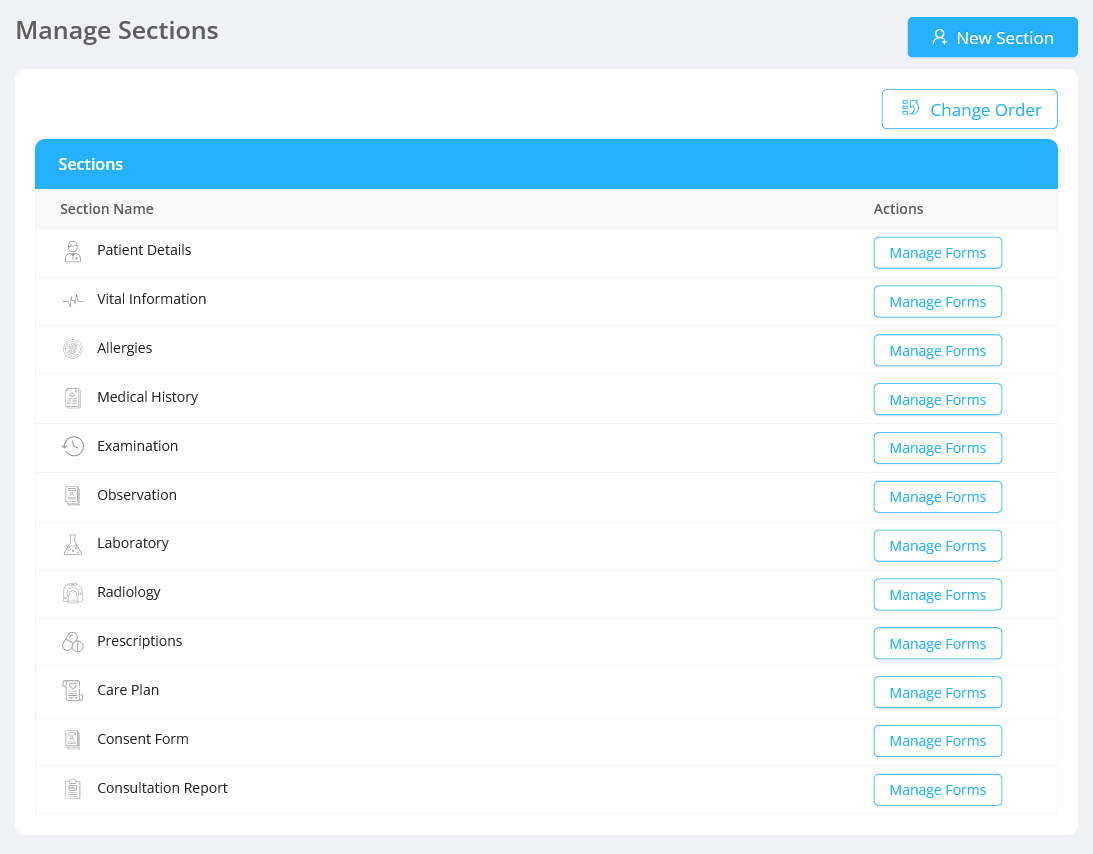 Manage Sections
New Section
Change Order
Sections
Section Name Actions
Patient Details Manage Forms
Vital Information Manage Forms
Allergies Manage Forms
Medical History Manage Forms
Examination Manage Forms
Observation Manage Forms
Laboratory Manage Forms
Radiology Manage Forms
Prescriptions Manage Forms
Care Plan Manage Forms
Consent Form Manage Forms
Consultation Report Manage Forms